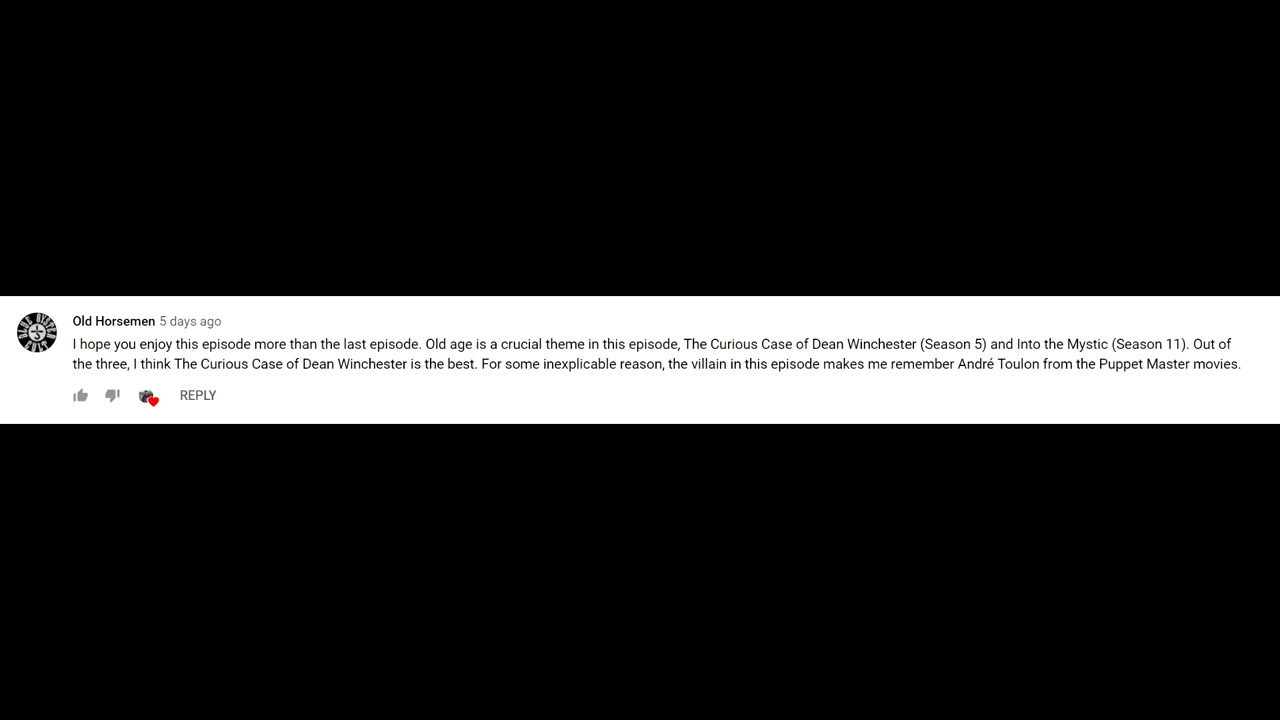 Old Horsemen 5 days ago
I hope you enjoy this episode more than the last episode. Old age is a crucial theme in this episode, The Curious Case of Dean Winchester (Season 5) and Into the Mystic (Season 11). Out of
the three, I think The Curious Case of Dean Winchester is the best. For some inexplicable reason, the villain in this episode makes me remember André Toulon from the Puppet Master movies.
REPLY